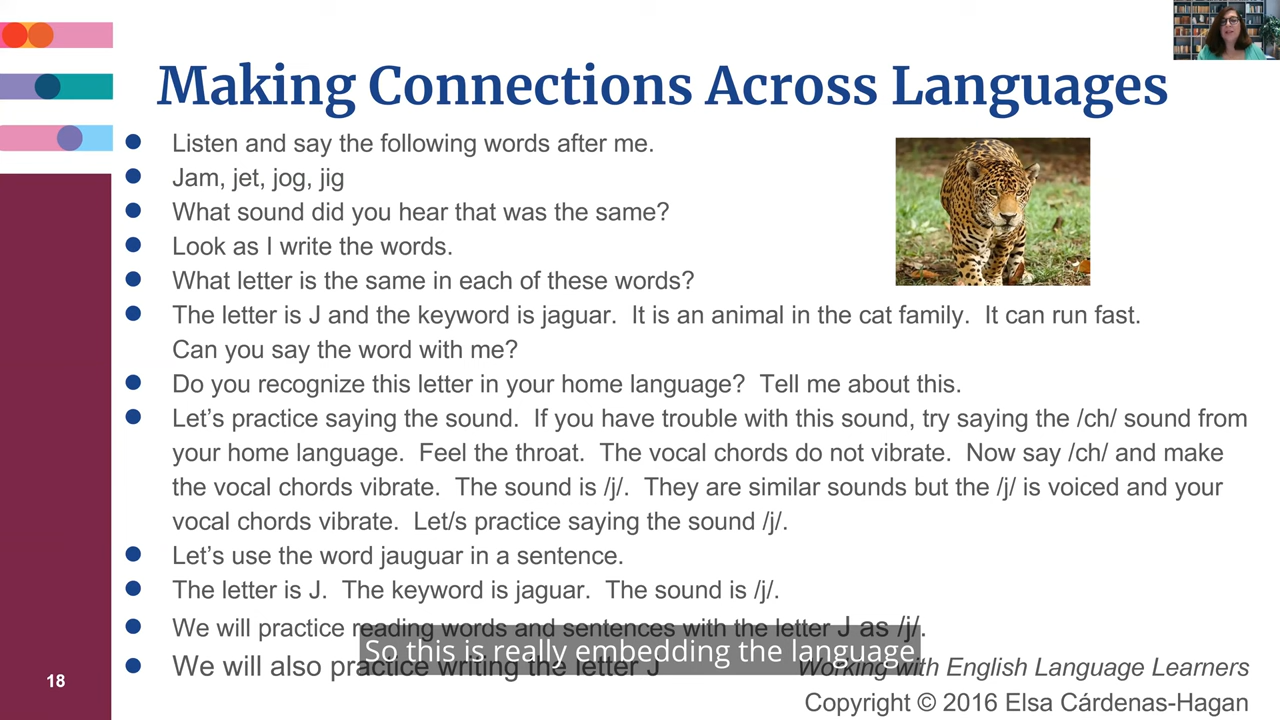 Making Connections Across Languages
Listen and say the following words after me.
Jam, jet, jog, jig
What sound did you hear that was the same?
Look as I write the words.
What letter is the same in each of these words?
The letter is J and the keyword is jaguar. It is an animal in the cat family. It can run fast.
Can you say the word with me?
Do you recognize this letter in your home language? Tell me about this.
Let's practice saying the sound. If you have trouble with this sound, try saying the /ch/ sound from
your home language. Feel the throat. The vocal chords do not vibrate. Now say /ch/ and make
the vocal chords vibrate. The sound is /j/. They are similar sounds but the /j/ is voiced and your
vocal chords vibrate. Let/s practice saying the sound /j/.
Let's use the word jauguar in a sentence.
The letter is J. The keyword is jaguar. The sound is /j/.
We will practice reading words and sentences with the letter J as /j/.
So this is really embedding the language
We will also practice writing the letter J
Working with English Language Learners
18
Copyright © 2016 Elsa Cárdenas-Hagan